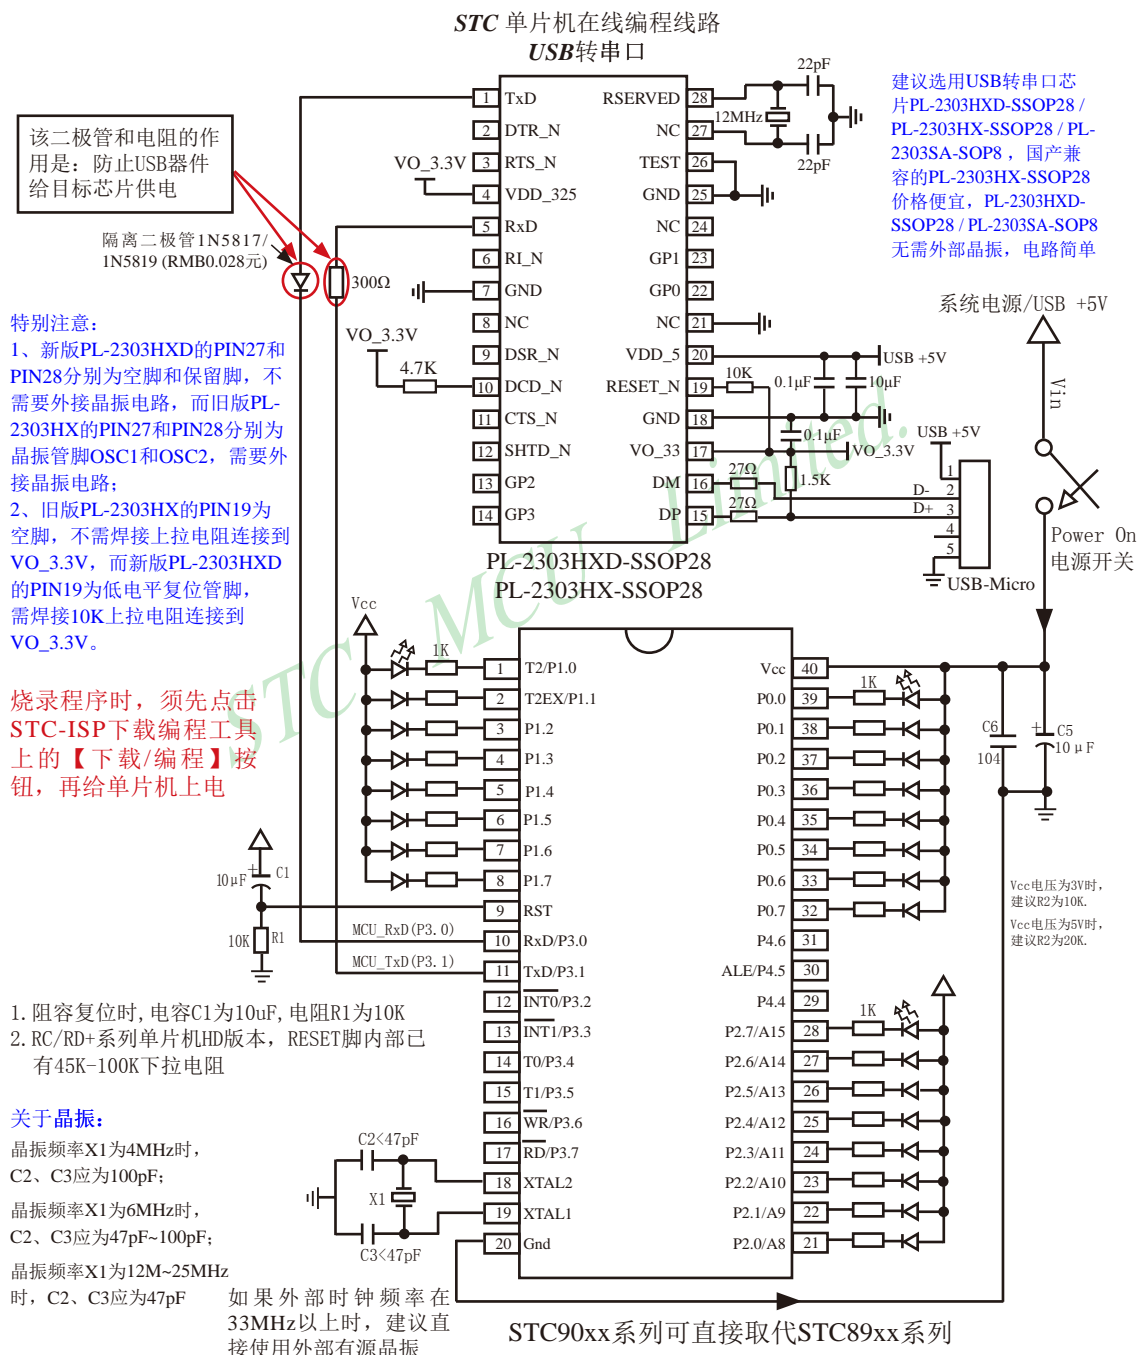 STC 单片机在线编程线路
USB转串口
该二极管和电阻的作
用是：防止USB器件
给目标芯片供电
隔离二极管1N5817/
1N5819 (RMB0.028元)
300Ω
VO_3.3V
VO_3.3V
4.7K
1 TxD
2 DTR_N
3 RTS_N
4 VDD_325
5 RxD
6 RI_N
7 GND
8 NC
9 DSR_N
10 DCD_N
11 CTS_N
12 SHTD_N
13 GP2
14 GP3
RSERVED 28
NC 27
TEST 26
GND 25
NC 24
GP1 23
GP0 22
NC 21
VDD_5 20
RESET_N 19
GND 18
VO_33 17
DM 16
DP 15
22pF
12MHz
22pF
建议选用USB转串口芯
片PL-2303HXD-SSOP28 /
PL-2303HX-SSOP28 / PL-
2303SA-SOP8 ，国产兼
容的PL-2303HX-SSOP28
价格便宜，PL-2303HXD-
SSOP28 / PL-2303SA-SOP8
无需外部晶振，电路简单
系统电源/USB +5V
Vin
Power On
电源开关
USB +5V
10K
0.1μF
10μF
0.1μF
USB +5V
VO_3.3V
1.5K
27Ω
27Ω
D-
D+
1
2
3
4
5
USB-Micro
PL-2303HXD-SSOP28
PL-2303HX-SSOP28
特别注意：
1、新版PL-2303HXD的PIN27和
PIN28分别为空脚和保留脚，不
需要外接晶振电路，而旧版PL-
2303HX的PIN27和PIN28分别为
晶振管脚OSC1和OSC2，需要外
接晶振电路；
2、旧版PL-2303HX的PIN19为
空脚，不需焊接上拉电阻连接到
VO_3.3V，而新版PL-2303HXD
的PIN19为低电平复位管脚，
需焊接10K上拉电阻连接到
VO_3.3V。
烧录程序时，须先点击
STC-ISP下载编程工具
上的【下载/编程】按
钮，再给单片机上电
STC MCU Limited.
Vcc
1K
1 T2/P1.0
2 T2EX/P1.1
3 P1.2
4 P1.3
5 P1.4
6 P1.5
7 P1.6
8 P1.7
9 RST
10 RxD/P3.0
11 TxD/P3.1
12 INT0/P3.2
13 INT1/P3.3
14 T0/P3.4
15 T1/P3.5
16 WR/P3.6
17 RD/P3.7
18 XTAL2
19 XTAL1
20 Gnd
Vcc 40
P0.0 39
P0.1 38
P0.2 37
P0.3 36
P0.4 35
P0.5 34
P0.6 33
P0.7 32
P4.6 31
ALE/P4.5 30
P4.4 29
P2.7/A15 28
P2.6/A14 27
P2.5/A13 26
P2.4/A12 25
P2.3/A11 24
P2.2/A10 23
P2.1/A9 22
P2.0/A8 21
1K
1K
C6
104
+
C5
10μF
Vcc电压为3V时，
建议R2为10K.
Vcc电压为5V时，
建议R2为20K.
10μF
+
C1
10K
R1
MCU_RxD(P3.0)
MCU_TxD(P3.1)
1. 阻容复位时,电容C1为10uF,电阻R1为10K
2. RC/RD+系列单片机HD版本，RESET脚内部已
有45K-100K下拉电阻
关于晶振：
晶振频率X1为4MHz时，
C2、C3应为100pF；
晶振频率X1为6MHz时，
C2、C3应为47pF~100pF；
晶振频率X1为12M~25MHz
时，C2、C3应为47pF
C2<47pF
X1
C3<47pF
如果外部时钟频率在
33MHz以上时，建议直
接使用外部有源晶振
STC90xx系列可直接取代STC89xx系列